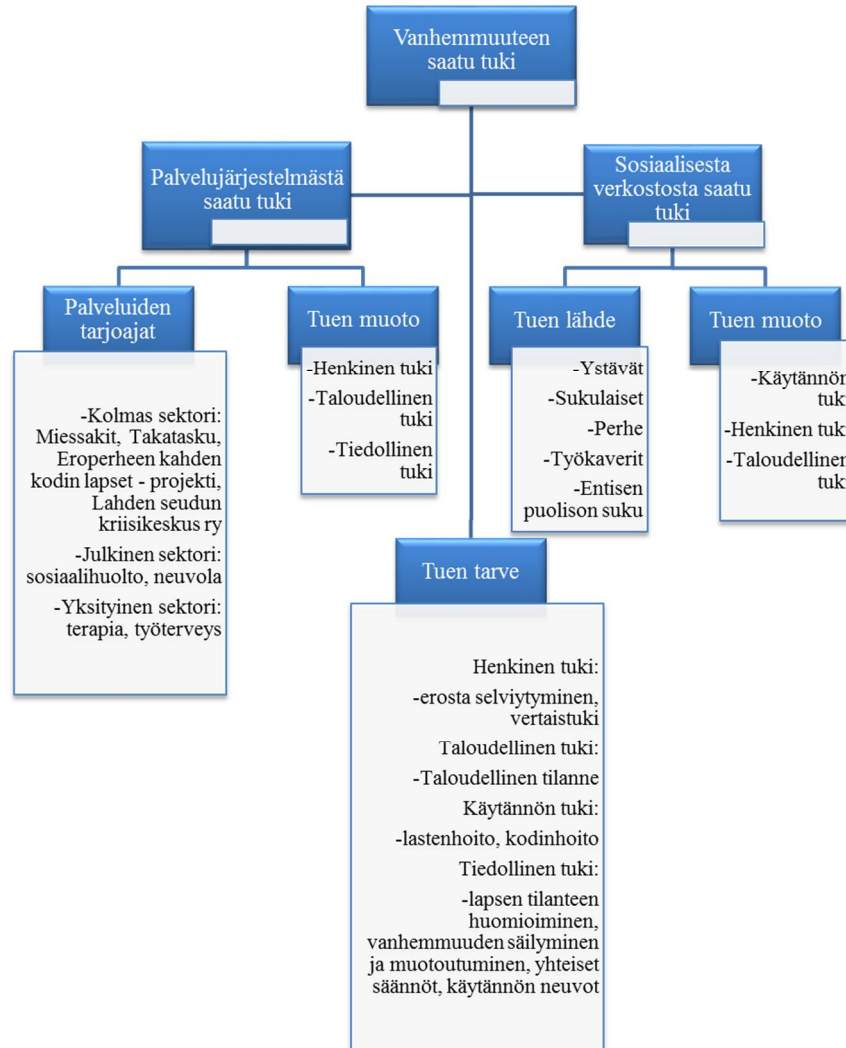 Vanhemmuuteen
saatu tuki
Palvelujärjestelmästä
saatu tuki
Sosiaalisesta
verkostosta saatu
tuki
Palveluiden
tarjoajat
-Kolmas sektori:
Miessakit, Takatasku,
Eroperheen kahden
kodin lapset - projekti,
Lahden seudun
kriisikeskus ry
-Julkinen sektori:
sosiaalihuolto, neuvola
-Yksityinen sektori:
terapia, työterveys
Tuen muoto
-Henkinen tuki
-Taloudellinen
tuki
-Tiedollinen
tuki
Tuen lähde
-Ystävät
-Sukulaiset
-Perhe
-Työkaverit
-Entisen
puolison suku
Tuen muoto
-Käytännön
tuki
-Henkinen tuki
-Taloudellinen
tuki
Tuen tarve
Henkinen tuki:
-erosta selviytyminen,
vertaistuki
Taloudellinen tuki:
-Taloudellinen tilanne
Käytännön tuki:
-lastenhoito, kodinhoito
Tiedollinen tuki:
-lapsen tilanteen
huomioiminen,
vanhemmuuden säilyminen
ja muotoutuminen, yhteiset
säännöt, käytännön neuvot